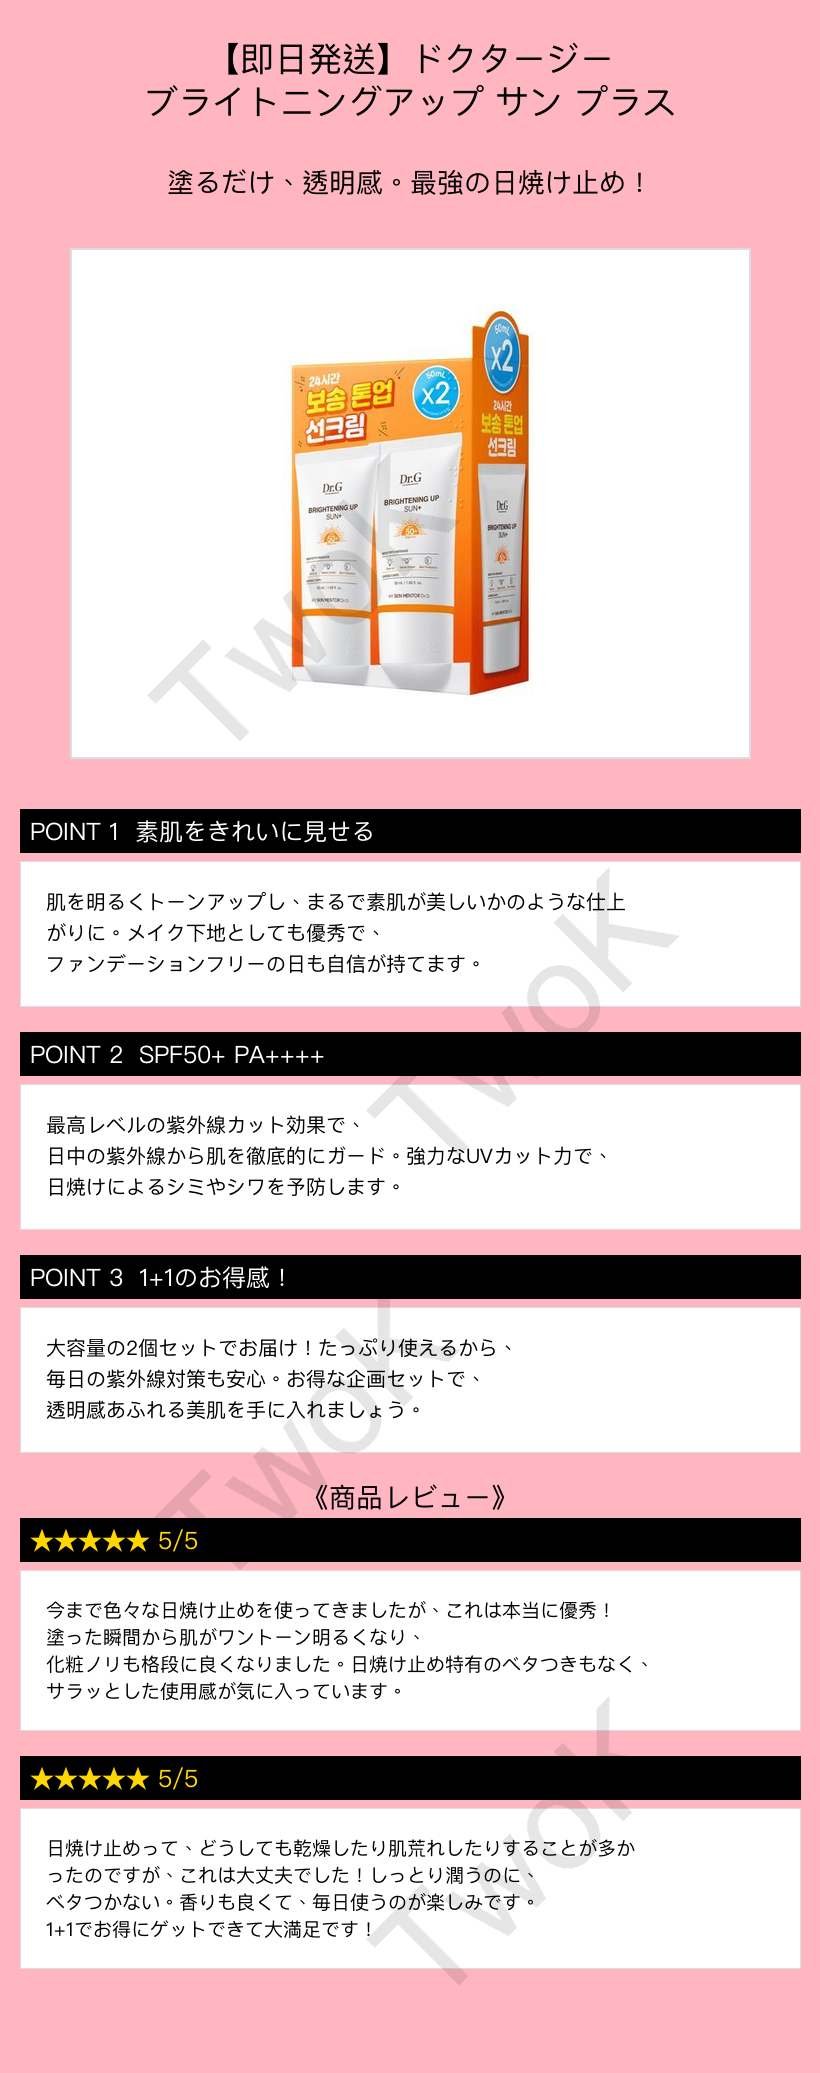 【即日発送】ドクタージー
ブライトニングアップ サン プラス
塗るだけ、透明感。最強の日焼け止め！
50mL
x2
24시간
보송 톤업
선크림
50mL
x2
24시간
보송 톤업
선크림
Dr.G
BRIGHTENING UP
SUN+
50+
MY SKIN MENTOR Dr.G
Dr.G
BRIGHTENING UP
SUN+
50+
50 mL / 1.69 fl. oz.
MY SKIN MENTOR Dr.G
Dr.G
BRIGHTENING UP
SUN+
TwoK
POINT 1 素肌をきれいに見せる
肌を明るくトーンアップし、まるで素肌が美しいかのような仕上
がりに。メイク下地としても優秀で、
ファンデーションフリーの日も自信が持てます。
TwoK
POINT 2 SPF50+ PA++++
最高レベルの紫外線カット効果で、
日中の紫外線から肌を徹底的にガード。強力なUVカット力で、
日焼けによるシミやシワを予防します。
POINT 3 1+1のお得感！
大容量の2個セットでお届け！たっぷり使えるから、
毎日の紫外線対策も安心。お得な企画セットで、
透明感あふれる美肌を手に入れましょう。
TwoK
《商品レビュー》
★★★★★ 5/5
今まで色々な日焼け止めを使ってきましたが、これは本当に優秀！
塗った瞬間から肌がワントーン明るくなり、
化粧ノリも格段に良くなりました。日焼け止め特有のベタつきもなく、
サラッとした使用感が気に入っています。
★★★★★ 5/5
日焼け止めって、どうしても乾燥したり肌荒れしたりすることが多か
ったのですが、これは大丈夫でした！しっとり潤うのに、
ベタつかない。香りも良くて、毎日使うのが楽しみです。
1+1でお得にゲットできて大満足です！
TwoK